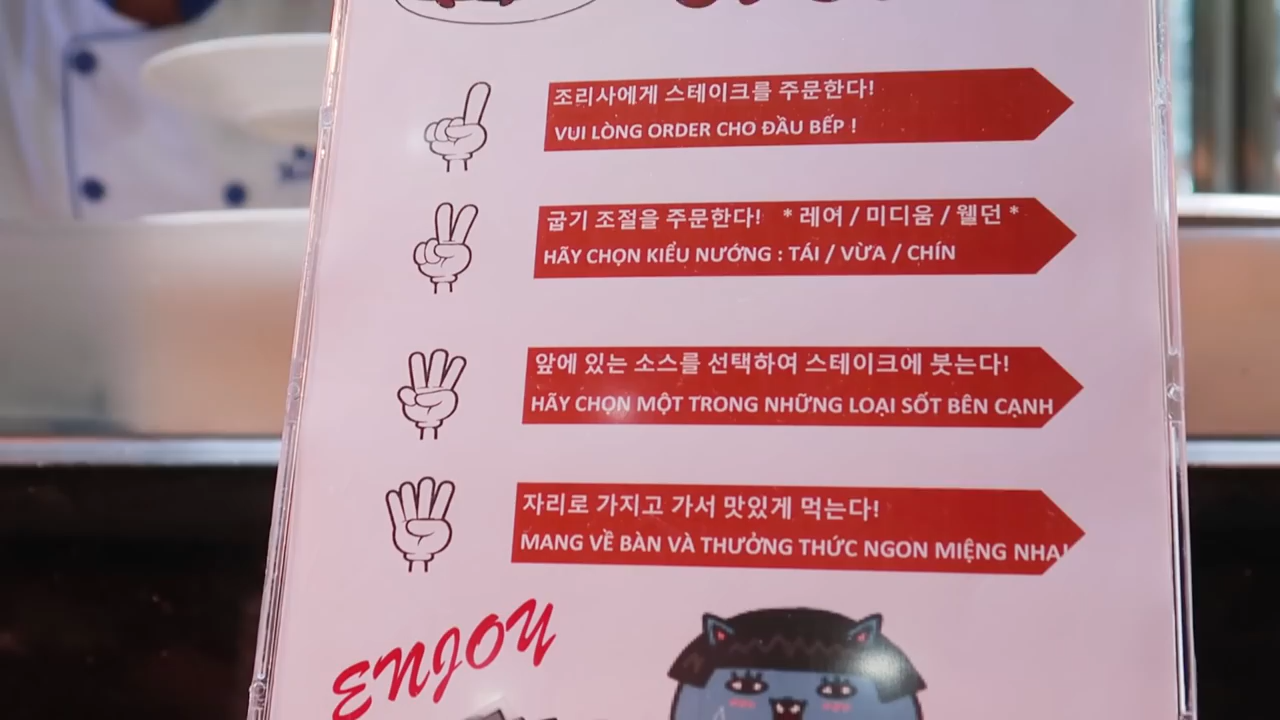 조리사에게 스테이크를 주문한다!
VUI LÒNG ORDER CHO ĐẦU BẾP !
굽기 조절을 주문한다! * 레어 / 미디움 / 웰던 *
HÃY CHỌN KIỂU NƯỚNG : TÁI / VỪA / CHÍN
앞에 있는 소스를 선택하여 스테이크에 붓는다!
HÃY CHỌN MỘT TRONG NHỮNG LOẠI SỐT BÊN CẠNH
자리로 가지고 가서 맛있게 먹는다!
MANG VỀ BÀN VÀ THƯỞNG THỨC NGON MIỆNG NHA!
ENJOY